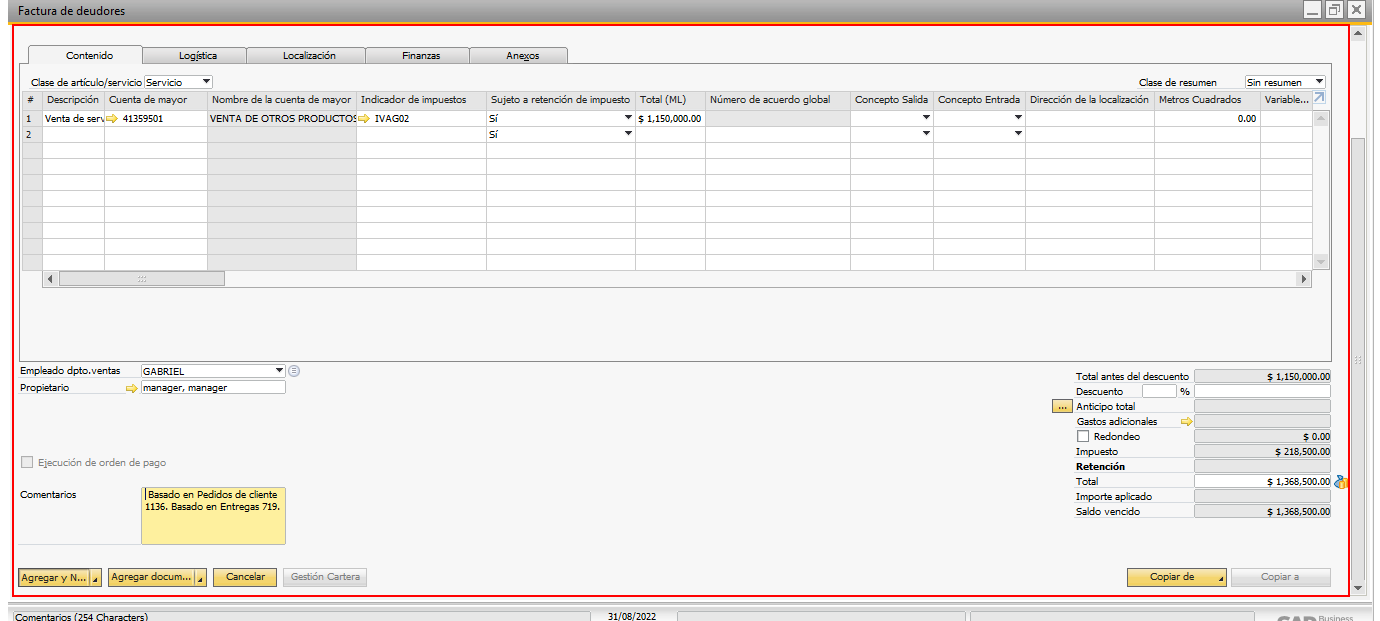 Factura de deudores
Contenido Logística Localización Finanzas Anexos
Clase de artículo/servicio Servicio Clase de resumen Sin resumen
# Descripción Cuenta de mayor Nombre de la cuenta de mayor Indicador de impuestos Sujeto a retención de impuesto Total (ML) Número de acuerdo global Concepto Salida Concepto Entrada Dirección de la localización Metros Cuadrados Variable...
1 Venta de serv 41359501 VENTA DE OTROS PRODUCTOS IVAG02 Sí $ 1,150,000.00 0.00
2 Sí
Empleado dpto.ventas GABRIEL
Propietario manager, manager
Total antes del descuento $ 1,150,000.00
Descuento %
... Anticipo total
Gastos adicionales
Redondeo $ 0.00
Impuesto $ 218,500.00
Retención
Total $ 1,368,500.00
Importe aplicado
Saldo vencido $ 1,368,500.00
Ejecución de orden de pago
Comentarios Basado en Pedidos de cliente
1136. Basado en Entregas 719.
Agregar y N... Agregar docum... Cancelar Gestión Cartera Copiar de Copiar a
Comentarios (254 Characters) 31/08/2022 SAP Business